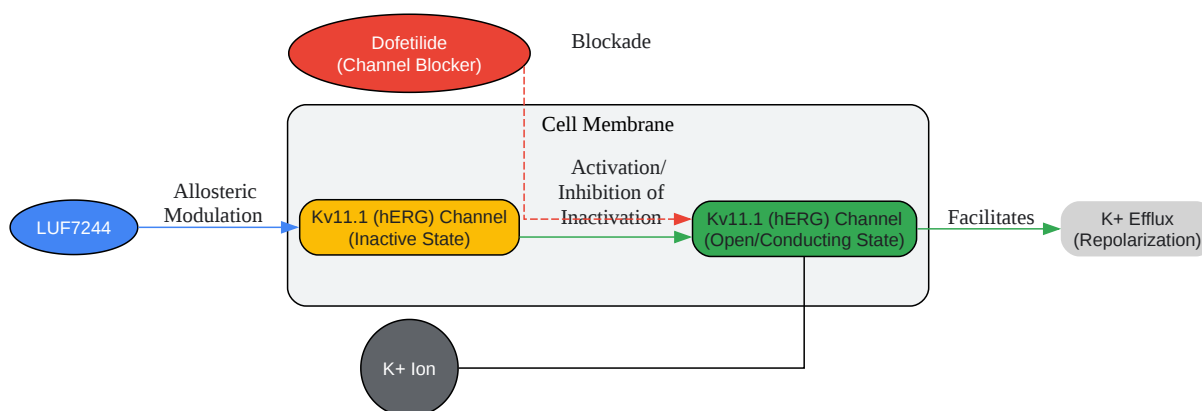 Dofetilide
(Channel Blocker)
Blockade
Cell Membrane
Allosteric
Modulation
Activation/
Inhibition of
Inactivation
LUF7244
Kv11.1 (hERG) Channel
(Inactive State)
Kv11.1 (hERG) Channel
(Open/Conducting State)
Facilitates
K+ Efflux
(Repolarization)
K+ Ion